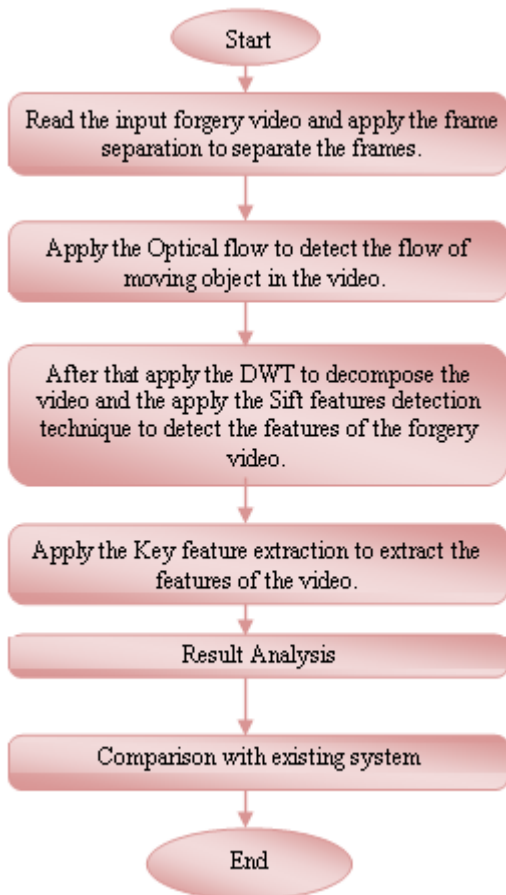 Start
Read the input forgery video and apply the frame
separation to separate the frames.
Apply the Optical flow to detect the flow of
moving object in the video.
After that apply the DWT to decompose the
video and the apply the Sift features detection
technique to detect the features of the forgery
video.
Apply the Key feature extraction to extract the
features of the video.
Result Analysis
Comparison with existing system
End